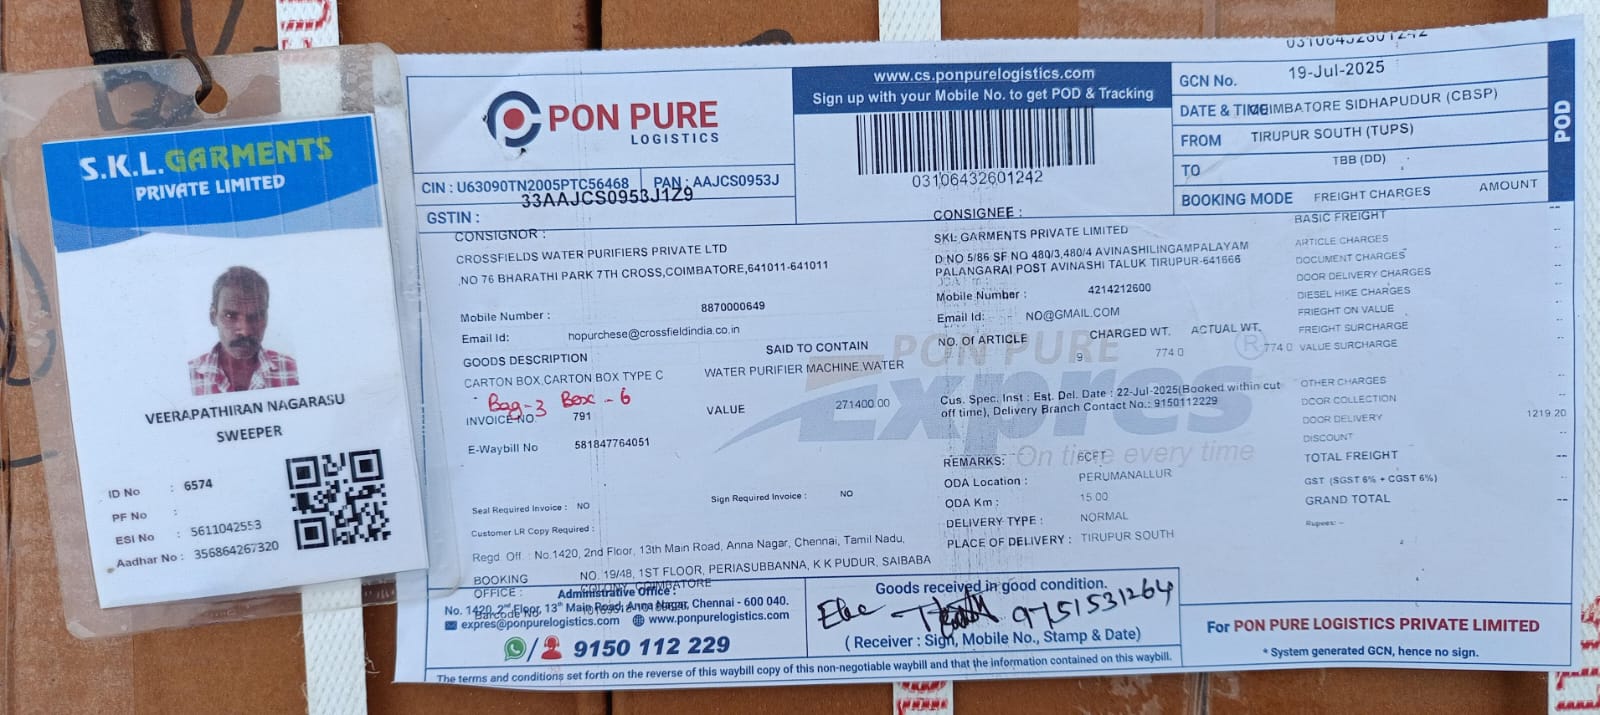 S.K.L.GARMENTS
PRIVATE LIMITED
VEERAPATHIRAN NAGARASU
SWEEPER
ID No : 6574
PF No :
ESI No : 5611042553
Aadhar No : 356864267320
PON PURE
LOGISTICS
CIN : U63090TN2005PTC56468 PAN : AAJCS0953J
GSTIN : 33AAJCS0953J1Z9
www.cs.ponpurelogistics.com
Sign up with your Mobile No. to get POD & Tracking
03106432601242
03106432601242
GCN No. 19-Jul-2025
DATE & TIME COIMBATORE SIDHAPUDUR (CBSP)
FROM TIRUPUR SOUTH (TUPS)
TO TBB (DD)
BOOKING MODE FREIGHT CHARGES AMOUNT
POD
CONSIGNOR :
CROSSFIELDS WATER PURIFIERS PRIVATE LTD
NO 76 BHARATHI PARK 7TH CROSS,COIMBATORE,641011-641011
Mobile Number : 8870000649
Email Id: hopurchese@crossfieldindia.co.in
GOODS DESCRIPTION SAID TO CONTAIN
CARTON BOX,CARTON BOX TYPE C WATER PURIFIER MACHINE,WATER
Bag-3 Box - 6
INVOICE NO. 791 VALUE 271400.00
E-Waybill No 581847764051
Seal Required Invoice : NO Sign Required Invoice : NO
Customer LR Copy Required :
Regd. Off : No.1420, 2nd Floor, 13th Main Road, Anna Nagar, Chennai, Tamil Nadu,
BOOKING OFFICE : NO. 19/48, 1ST FLOOR, PERIASUBBANNA, K K PUDUR, SAIBABA
COLONY, COIMBATORE
Barcode No
Administrative Office :
No. 1420, 2nd Floor, 13th Main Road, Anna Nagar, Chennai - 600 040.
expres@ponpurelogistics.com www.ponpurelogistics.com
9150 112 229
CONSIGNEE :
SKL GARMENTS PRIVATE LIMITED
D NO 5/86 SF NO 480/3,480/4 AVINASHILINGAMPALAYAM
PALANGARAI POST AVINASHI TALUK TIRUPUR-641666
Mobile Number : 4214212600
Email Id: NO@GMAIL.COM
NO. Of ARTICLE CHARGED WT. ACTUAL WT.
9 774.0 774.0
PON PURE
Expres
On time every time
Cus. Spec. Inst : Est. Del. Date : 22-Jul-2025(Booked within cut
off time), Delivery Branch Contact No.: 9150112229
REMARKS: 6CFT
ODA Location : PERUMANALLUR
ODA Km : 15.00
DELIVERY TYPE : NORMAL
PLACE OF DELIVERY : TIRUPUR SOUTH
Goods received in good condition.
9751531264
( Receiver : Sign, Mobile No., Stamp & Date)
BASIC FREIGHT --
ARTICLE CHARGES
DOCUMENT CHARGES
DOOR DELIVERY CHARGES
DIESEL HIKE CHARGES
FRIEGHT ON VALUE
FREIGHT SURCHARGE
VALUE SURCHARGE
OTHER CHARGES
DOOR COLLECTION
DOOR DELIVERY 1219.20
DISCOUNT
TOTAL FREIGHT
GST (SGST 6% + CGST 6%)
GRAND TOTAL --
Rupees: --
For PON PURE LOGISTICS PRIVATE LIMITED
* System generated GCN, hence no sign.
The terms and conditions set forth on the reverse of this waybill copy of this non-negotiable waybill and that the information contained on this waybill.